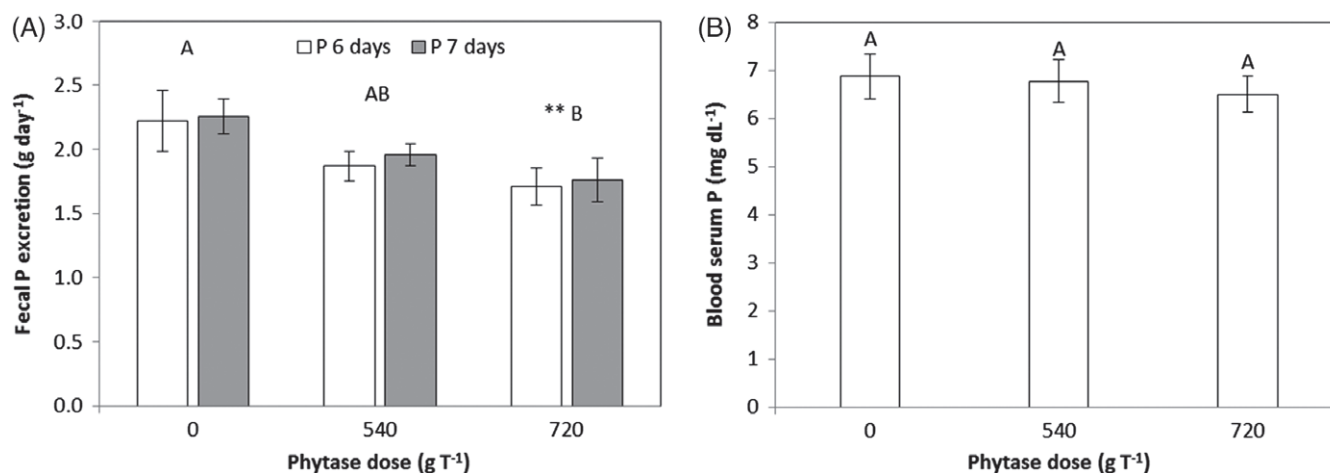 (A)
Fecal P excretion (g day⁻¹)
3.0
2.5
2.0
1.5
1.0
0.5
0.0
A
P 6 days P 7 days
AB
** B
0 540 720
Phytase dose (g T⁻¹)
(B)
Blood serum P (mg dL⁻¹)
8
7
6
5
4
3
2
1
0
A A A
0 540 720
Phytase dose (g T⁻¹)